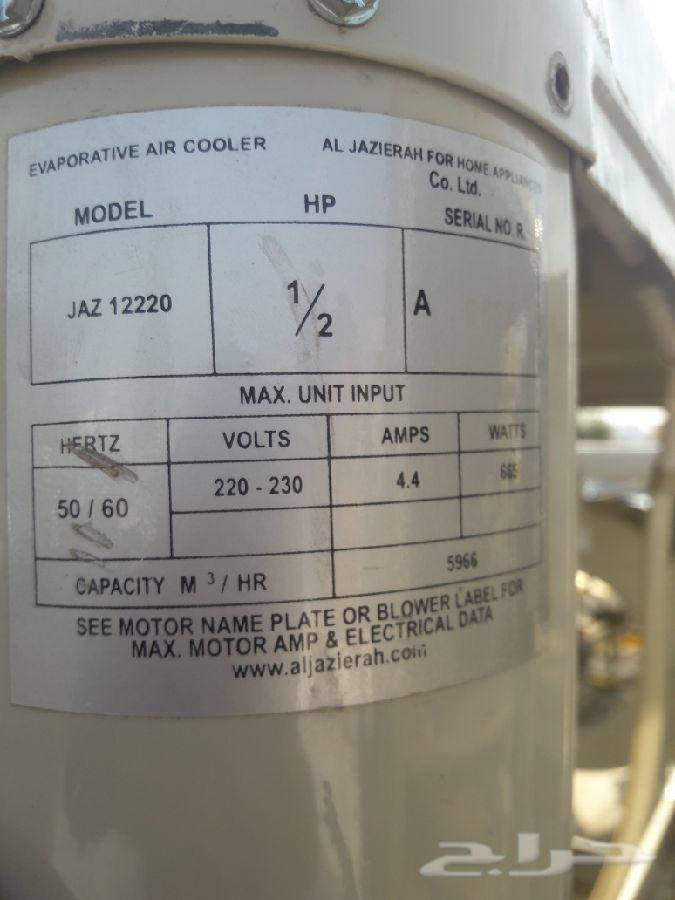 EVAPORATIVE AIR COOLER
AL JAZIERAH FOR HOME APPLIANCES
Co. Ltd.
MODEL HP SERIAL NO. R.
JAZ 12220 1/2 A
MAX. UNIT INPUT
HERTZ VOLTS AMPS WATTS
50 / 60 220 - 230 4.4 665
CAPACITY M 3 / HR 5966
SEE MOTOR NAME PLATE OR BLOWER LABEL FOR
MAX. MOTOR AMP & ELECTRICAL DATA
www.aljazierah.com
حراج